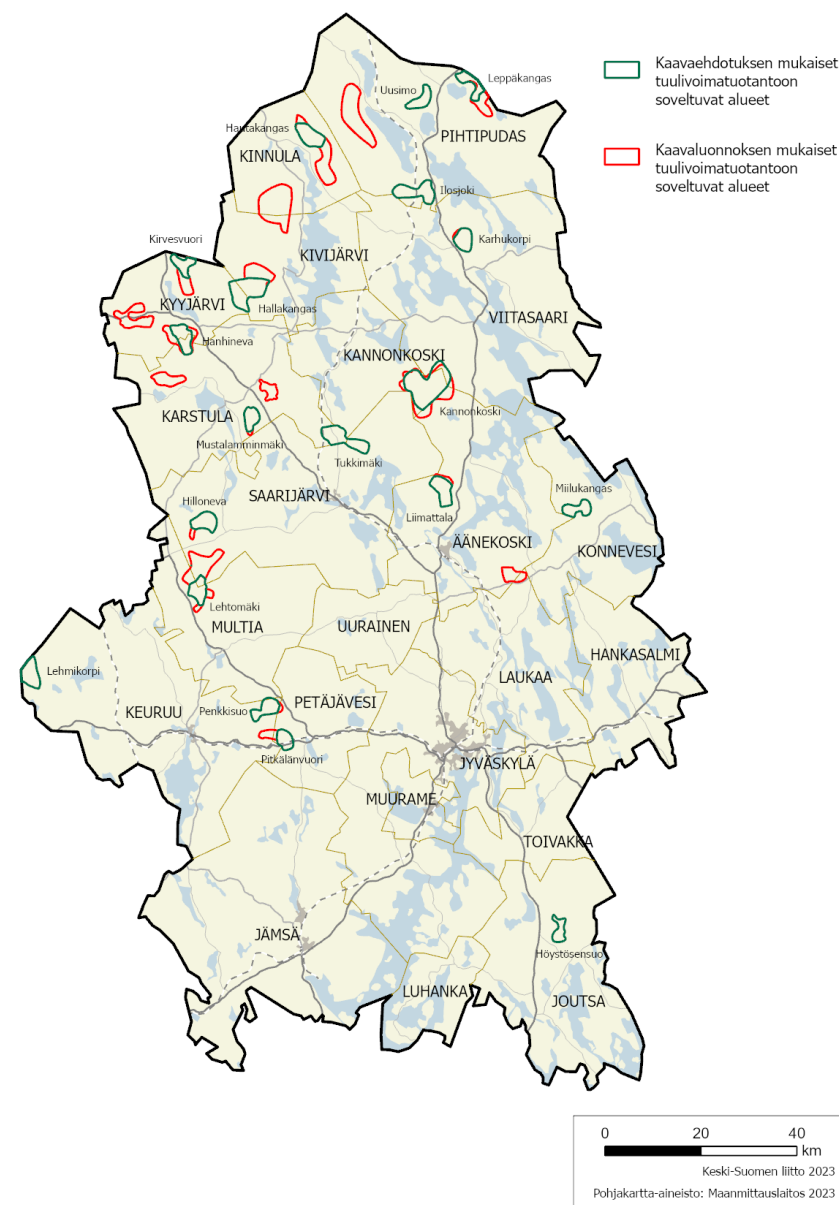 Kaavaehdotuksen mukaiset
tuulivoimatuotantoon
soveltuvat alueet
Kaavaluonnoksen mukaiset
tuulivoimatuotantoon
soveltuvat alueet
Leppäkangas
Uusimo
Hautakangas
PIHTIPUDAS
KINNULA
Ilosjoki
Kirvesvuori
Karhukorpi
KIVIJÄRVI
KYYJÄRVI
Hallakangas
VIITASAARI
Hanhineva
KANNONKOSKI
Kannonkoski
KARSTULA
Mustalamminmäki
Tukkimäki
SAARIJÄRVI
Hilloneva
Liimattala
Miilukangas
ÄÄNEKOSKI
KONNEVESI
Lehtomäki
MULTIA
UURAINEN
HANKASALMI
Lehmikorpi
LAUKAA
KEURUU
Penkkisuo
PETÄJÄVESI
Pitkälänvuori
JYVÄSKYLÄ
MUURAME
TOIVAKKA
JÄMSÄ
Höystösensuo
LUHANKA
JOUTSA
0 20 40
km
Keski-Suomen liitto 2023
Pohjakartta-aineisto: Maanmittauslaitos 2023